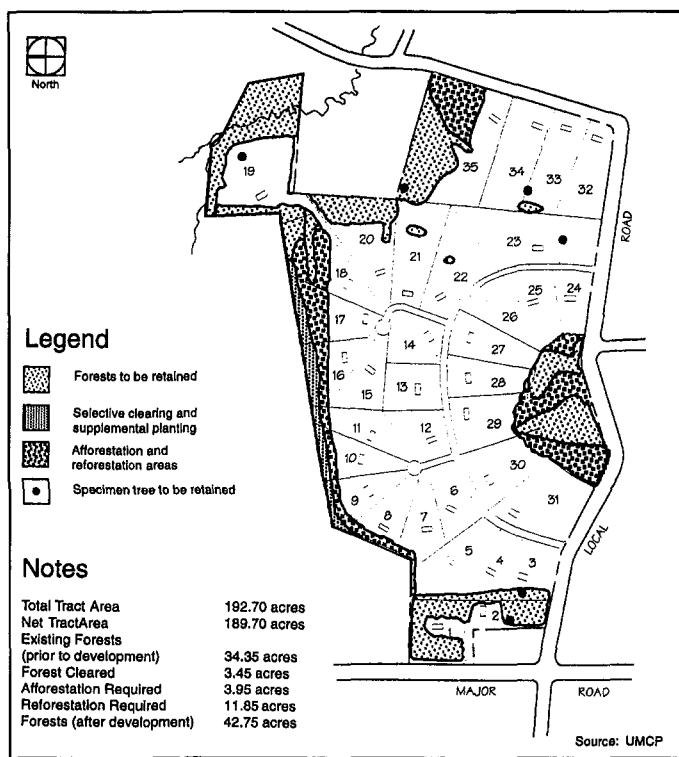 North
35
34
33
32
19
ROAD
20
21
23
22
18
25
24
26
17
14
27
16
13
28
15
11
12
29
10
30
9
6
31
8
7
5
4
3
2
LOCAL
MAJOR ROAD
Legend
Forests to be retained
Selective clearing and
supplemental planting
Afforestation and
reforestation areas
Specimen tree to be retained
Notes
Total Tract Area 192.70 acres
Net TractArea 189.70 acres
Existing Forests
(prior to development) 34.35 acres
Forest Cleared 3.45 acres
Afforestation Required 3.95 acres
Reforestation Required 11.85 acres
Forests (after development) 42.75 acres
Source: UMCP